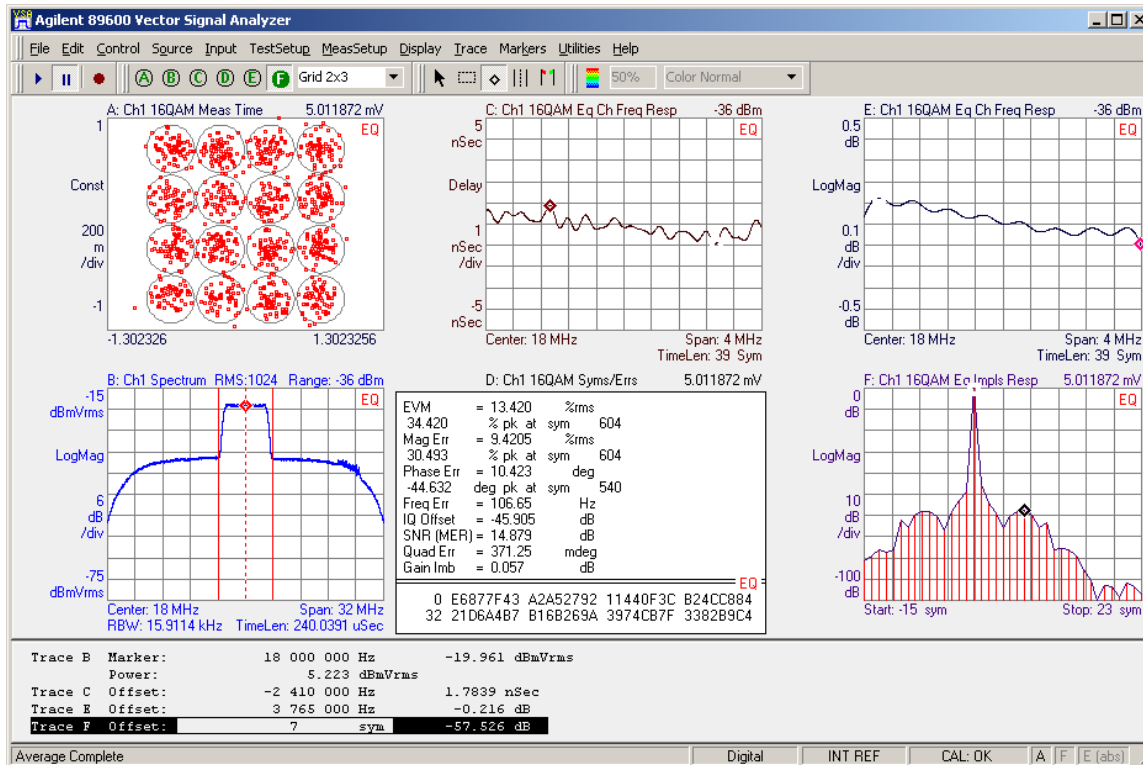 Agilent 89600 Vector Signal Analyzer
File Edit Control Source Input TestSetup MeasSetup Display Trace Markers Utilities Help
A B C D E F Grid 2x3 50% Color Normal
A: Ch1 16QAM Meas Time 5.011872 mV
1
EQ
Const
200
m
/div
-1
-1.302326 1.3023256
C: Ch1 16QAM Eq Ch Freq Resp -36 dBm
5
nSec
EQ
Delay
1
nSec
/div
-5
nSec
Center: 18 MHz Span: 4 MHz
TimeLen: 39 Sym
E: Ch1 16QAM Eq Ch Freq Resp -36 dBm
0.5
dB
EQ
LogMag
0.1
dB
/div
-0.5
dB
Center: 18 MHz Span: 4 MHz
TimeLen: 39 Sym
B: Ch1 Spectrum RMS:1024 Range: -36 dBm
-15
dBmVrms
EQ
LogMag
6
dB
/div
-75
dBmVrms
Center: 18 MHz Span: 32 MHz
RBW: 15.9114 kHz TimeLen: 240.0391 uSec
D: Ch1 16QAM Syms/Errs 5.011872 mV
EVM = 13.420 %rms
34.420 % pk at sym 604
Mag Err = 9.4205 %rms
30.493 % pk at sym 604
Phase Err = 10.423 deg
-44.632 deg pk at sym 540
Freq Err = 106.65 Hz
IQ Offset = -45.905 dB
SNR (MER) = 14.879 dB
Quad Err = 371.25 mdeg
Gain Imb = 0.057 dB
EQ
0 E6877F43 A2A52792 11440F3C B24CC884
32 21D6A4B7 B16B269A 3974CB7F 3382B9C4
F: Ch1 16QAM Eq Impls Resp 5.011872 mV
0
dB
EQ
LogMag
10
dB
/div
-100
dB
Start: -15 sym Stop: 23 sym
Trace B Marker: 18 000 000 Hz -19.961 dBmVrms
Power: 5.223 dBmVrms
Trace C Offset: -2 410 000 Hz 1.7839 nSec
Trace E Offset: 3 765 000 Hz -0.216 dB
Trace F Offset: 7 sym -57.526 dB
Average Complete Digital INT REF CAL: OK A F E (abs)